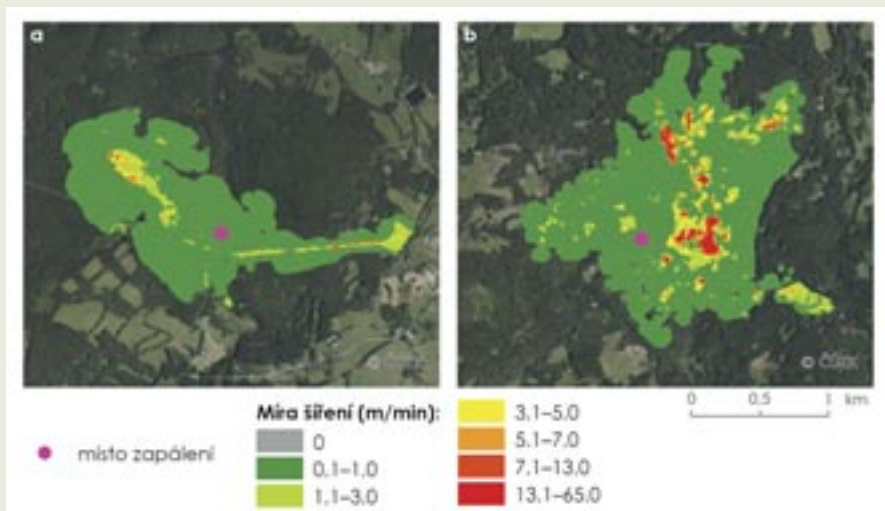 a
b
©
©
Míra šíření (m/min):
0
0,1–1,0
1,1–3,0
3,1–5,0
5,1–7,0
7,1–13,0
13,1–65,0
místo zapálení
0 0,5 1 km